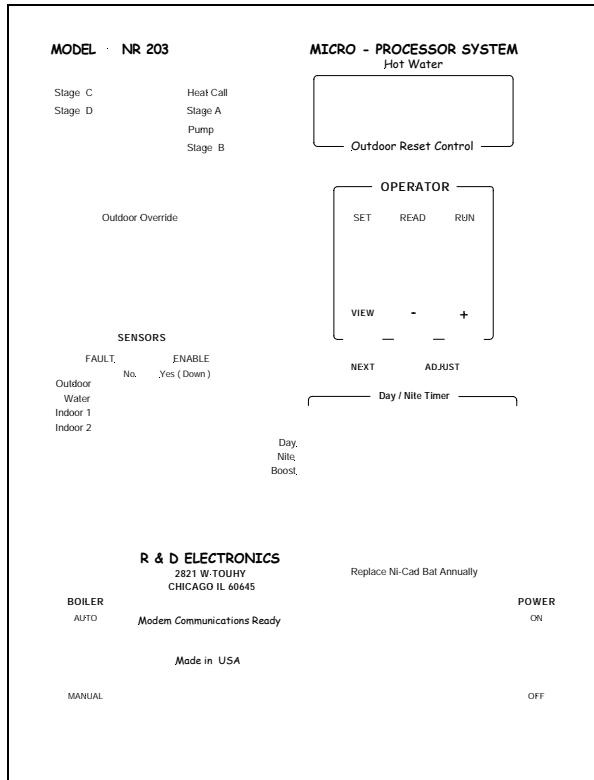 MODEL NR 203
MICRO - PROCESSOR SYSTEM
Hot Water
Stage C
Heat Call
Stage D
Stage A
Pump
Stage B
Outdoor Reset Control
OPERATOR
Outdoor Override
SET READ RUN
VIEW - +
SENSORS
FAULT ENABLE
No. Yes ( Down )
NEXT ADJUST
Outdoor
Water
Indoor 1
Indoor 2
Day / Nite Timer
Day
Nite
Boost
R & D ELECTRONICS
2821 W TOUHY
CHICAGO IL 60645
Replace Ni-Cad Bat Annually
BOILER
POWER
AUTO
Modem Communications Ready
ON
Made in USA
MANUAL
OFF